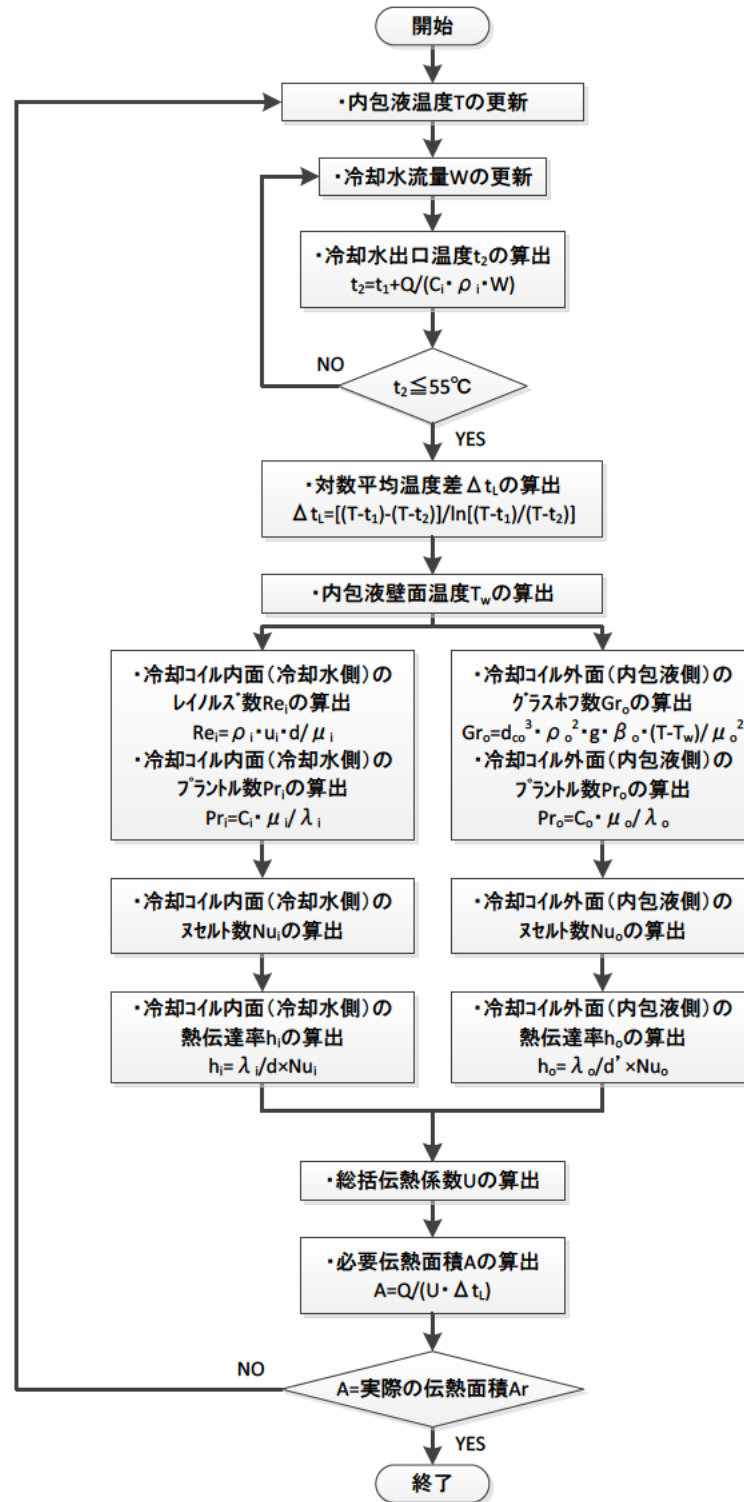 開始
・内包液温度Tの更新
・冷却水流量Wの更新
・冷却水出口温度t₂の算出
t₂=t₁+Q/(Cᵢ・ρᵢ・W)
NO
t₂≦55℃
YES
・対数平均温度差ΔtLの算出
ΔtL=[(T-t₁)-(T-t₂)]/ln[(T-t₁)/(T-t₂)]
・内包液壁面温度Twの算出
・冷却コイル内面(冷却水側)の
レイノルズ数Reᵢの算出
Reᵢ=ρᵢ・uᵢ・d/μᵢ
・冷却コイル内面(冷却水側)の
プラントル数Prᵢの算出
Prᵢ=Cᵢ・μᵢ/λᵢ
・冷却コイル外面(内包液側)の
グラスホフ数Grₒの算出
Grₒ=dco³・ρₒ²・g・βₒ・(T-Tw)/μₒ²
・冷却コイル外面(内包液側)の
プラントル数Prₒの算出
Prₒ=Cₒ・μₒ/λₒ
・冷却コイル内面(冷却水側)の
ヌセルト数Nuᵢの算出
・冷却コイル外面(内包液側)の
ヌセルト数Nuₒの算出
・冷却コイル内面(冷却水側)の
熱伝達率hᵢの算出
hᵢ=λᵢ/d×Nuᵢ
・冷却コイル外面(内包液側)の
熱伝達率hₒの算出
hₒ=λₒ/d’×Nuₒ
・総括伝熱係数Uの算出
・必要伝熱面積Aの算出
A=Q/(U・ΔtL)
NO
A=実際の伝熱面積Ar
YES
終了